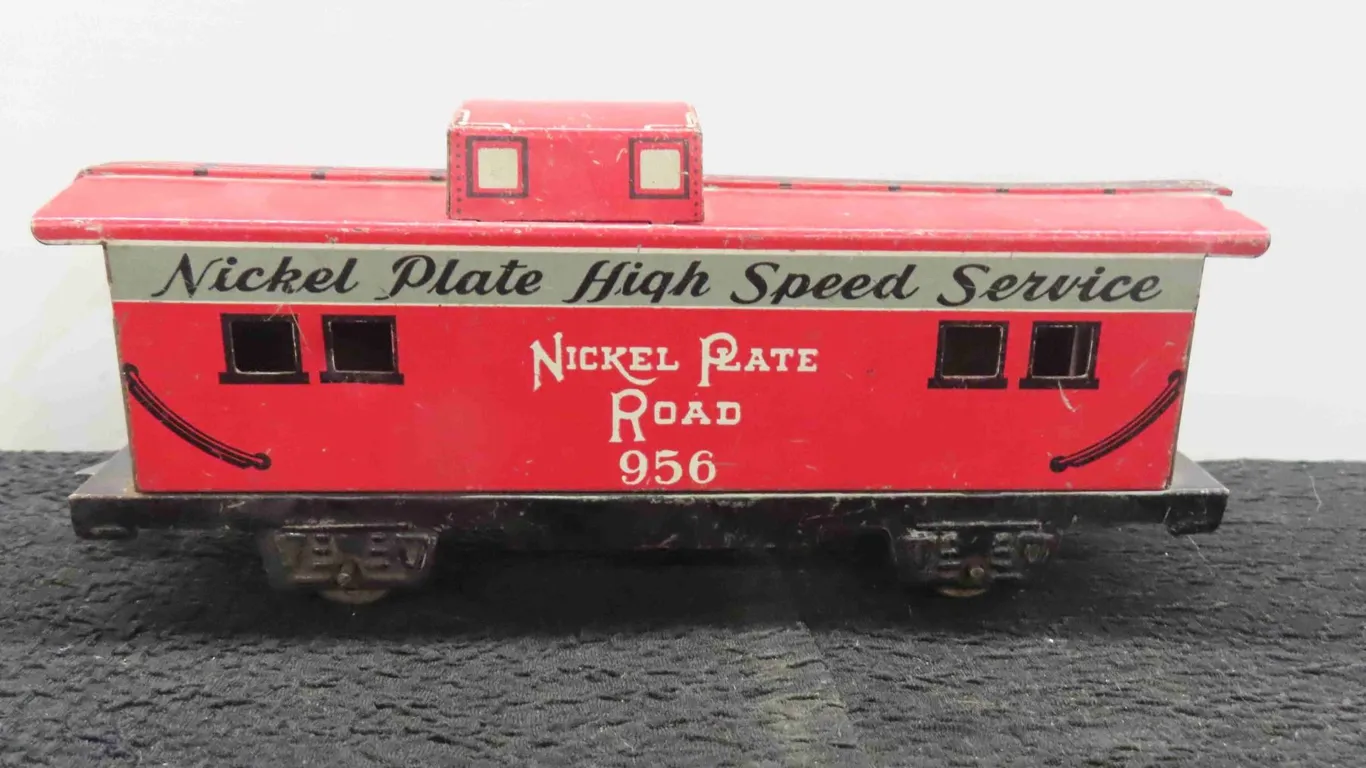 Nickel Plate High Speed Service
NICKEL PLATE
ROAD
956